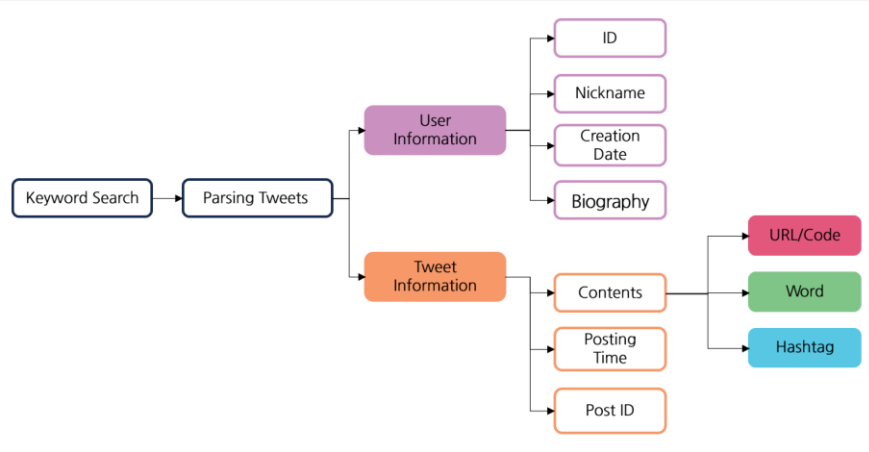 Keyword Search
Parsing Tweets
User
Information
ID
Nickname
Creation
Date
Biography
Tweet
Information
Contents
Posting
Time
Post ID
URL/Code
Word
Hashtag